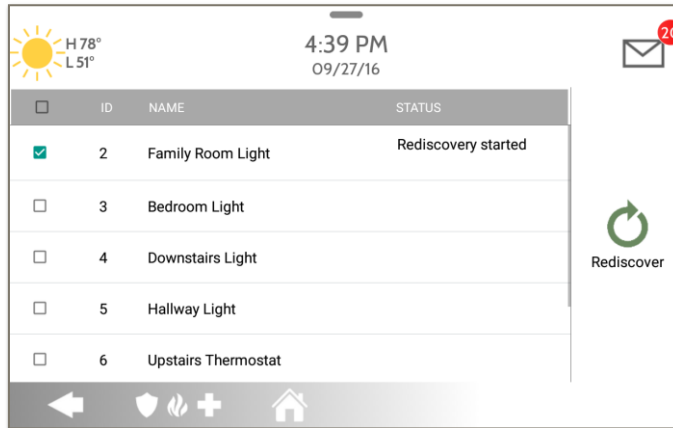 H 78°
L 51°
4:39 PM
09/27/16
20
ID NAME STATUS
2 Family Room Light Rediscovery started
3 Bedroom Light
4 Downstairs Light
5 Hallway Light
6 Upstairs Thermostat
Rediscover